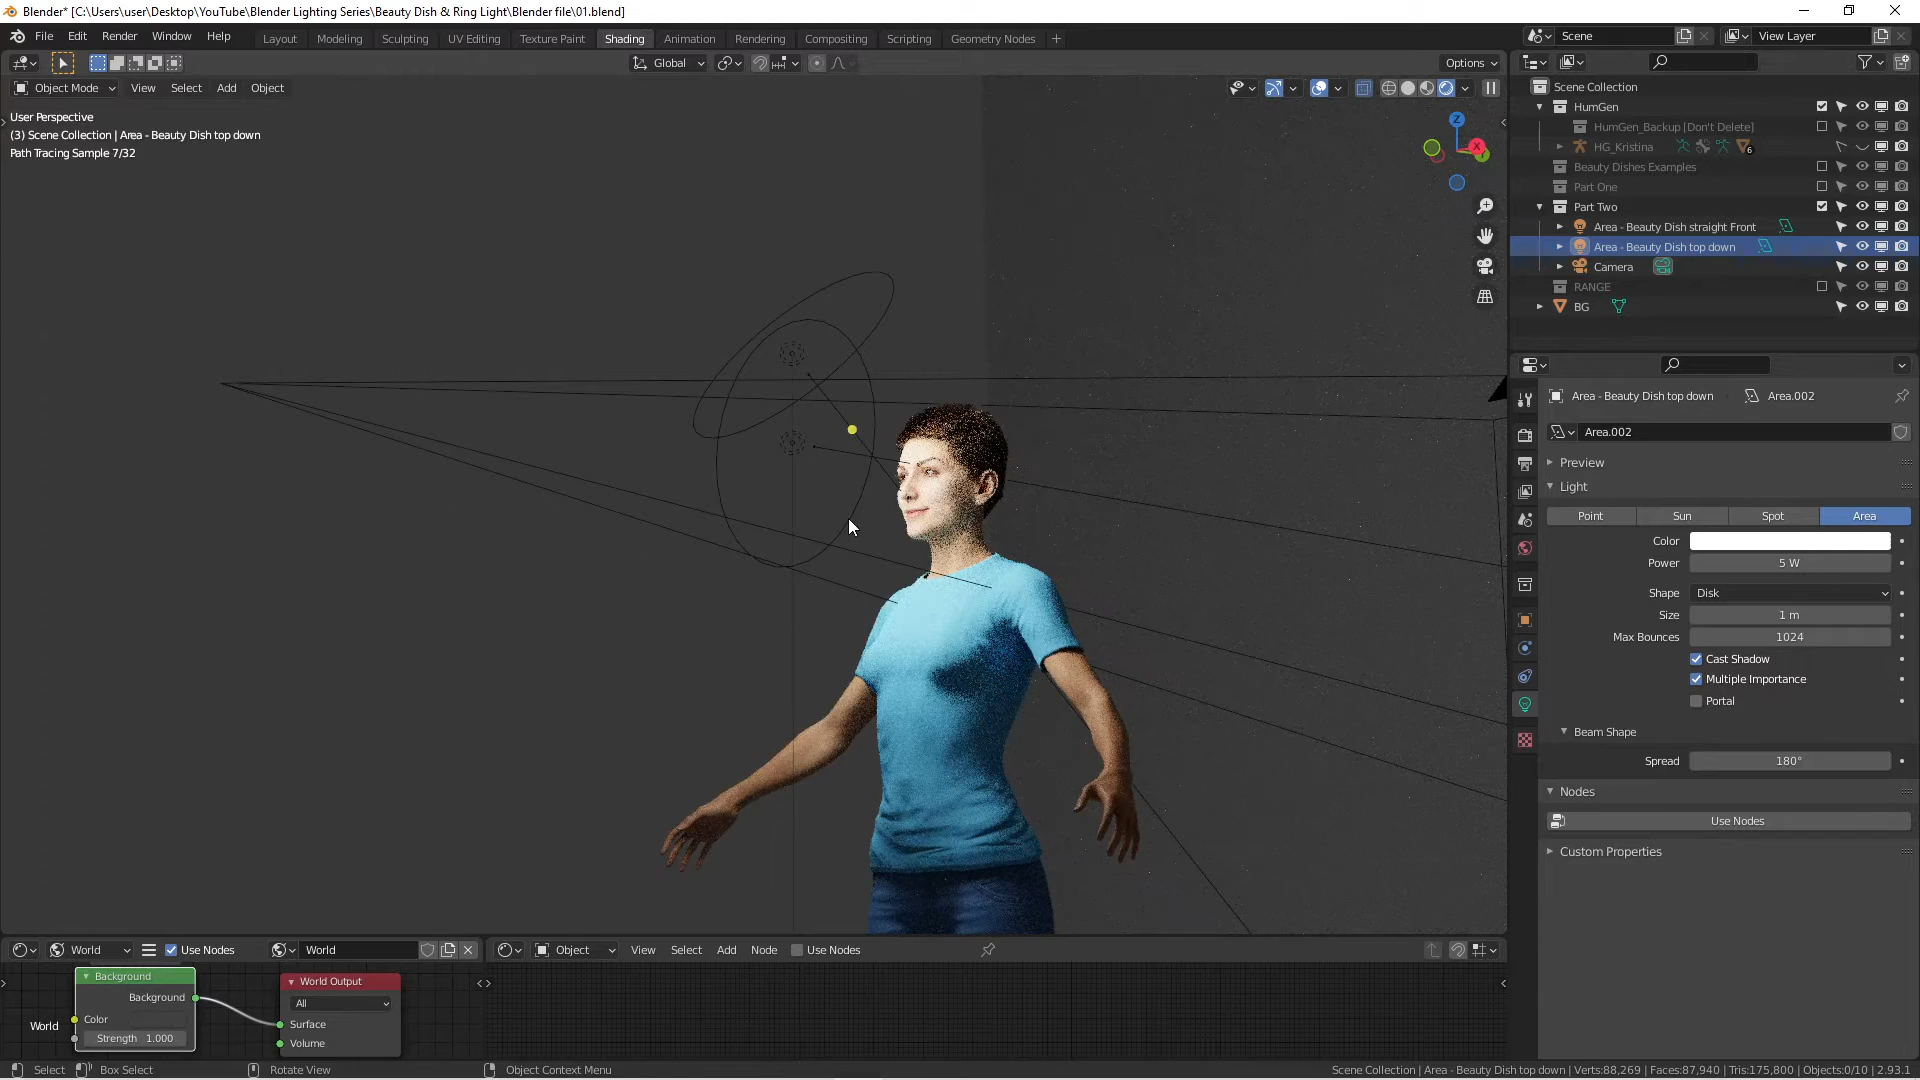 Blender* [C:\Users\user\Desktop\YouTube\Blender Lighting Series\Beauty Dish & Ring Light\Blender file\01.blend]
File Edit Render Window Help Layout Modeling Sculpting UV Editing Texture Paint Shading Animation Rendering Compositing Scripting Geometry Nodes + Scene View Layer
Global Options
Object Mode View Select Add Object
User Perspective
(3) Scene Collection | Area - Beauty Dish top down
Path Tracing Sample 7/32
Z
X
Scene Collection
HumGen
HumGen_Backup [Don't Delete]
HG_Kristina 6
Beauty Dishes Examples
Part One
Part Two
Area - Beauty Dish straight Front
Area - Beauty Dish top down
Camera
RANGE
BG
Area - Beauty Dish top down Area.002
Area.002
Preview
Light
Point Sun Spot Area
Color
Power 5 W
Shape Disk
Size 1 m
Max Bounces 1024
Cast Shadow
Multiple Importance
Portal
Beam Shape
Spread 180°
Nodes
Use Nodes
Custom Properties
World Use Nodes World
Object View Select Add Node Use Nodes
Background
Background
Color
Strength 1.000
World
World Output
All
Surface
Volume
Select Box Select Rotate View Object Context Menu
Scene Collection | Area - Beauty Dish top down | Verts:88,269 | Faces:87,940 | Tris:175,800 | Objects:0/10 | 2.93.1